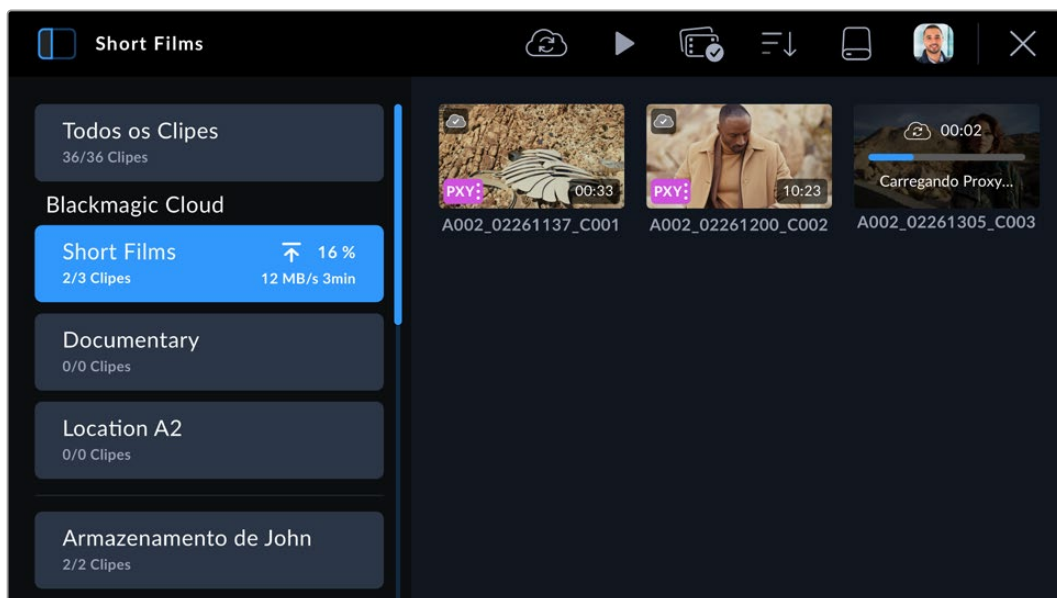 Short Films
Todos os Clipes
36/36 Clipes
Blackmagic Cloud
Short Films
16 %
2/3 Clipes
12 MB/s 3min
Documentary
0/0 Clipes
Location A2
0/0 Clipes
Armazenamento de John
2/2 Clipes
PXY
00:33
A002_02261137_C001
PXY
10:23
A002_02261200_C002
00:02
Carregando Proxy...
A002_02261305_C003